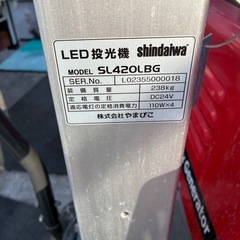 LED投光機 shindaiwa
MODEL SL420LBG
SER.No. L02355000018
装備質量 238kg
定格電圧 DC24V
適応電灯の定格消費電力 110W×4
株式会社やまびこ
Generator